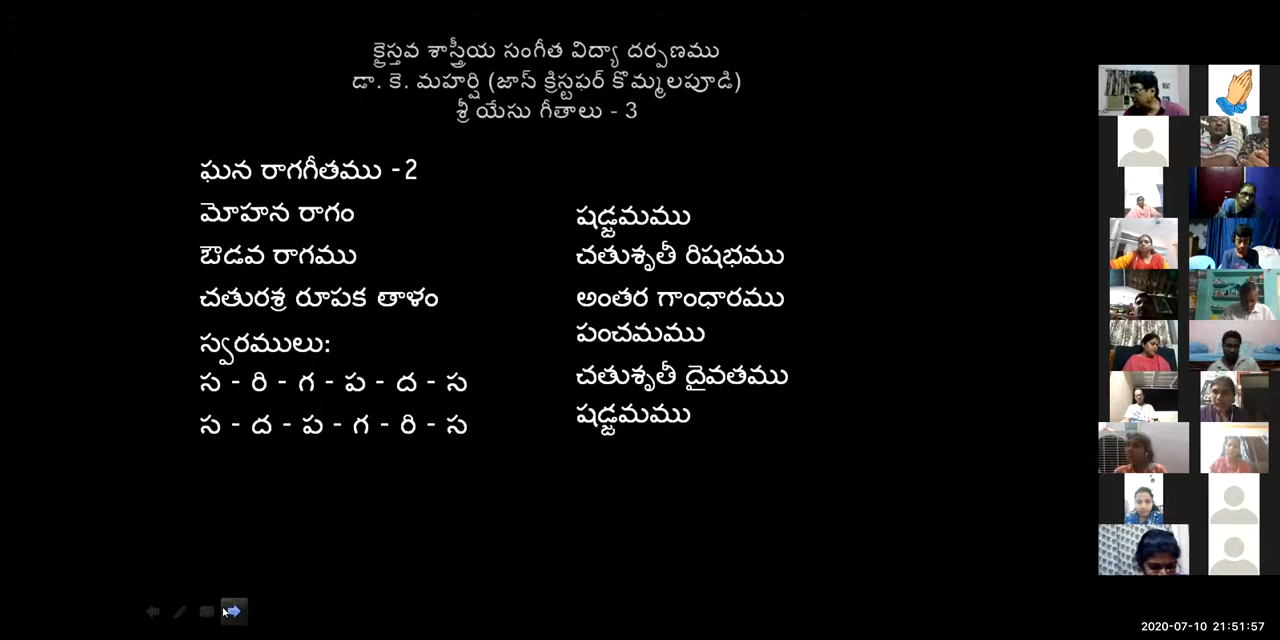 క్రైస్తవ శాస్త్రీయ సంగీత విద్యా దర్పణము
డా. కె. మహర్షి (జాస్ క్రిస్టఫర్ కొమ్మలపూడి)
శ్రీ యేసు గీతాలు - 3
ఘన రాగగీతము -2
మోహన రాగం
ఔడవ రాగము
చతురశ్ర రూపక తాళం
స్వరములు:
స - రి - గ - ప - ద - స
స - ద - ప - గ - రి - స
షడ్జమము
చతుశృతీ రిషభము
అంతర గాంధారము
పంచమము
చతుశృతీ దైవతము
షడ్జమము
2020-07-10 21:51:57